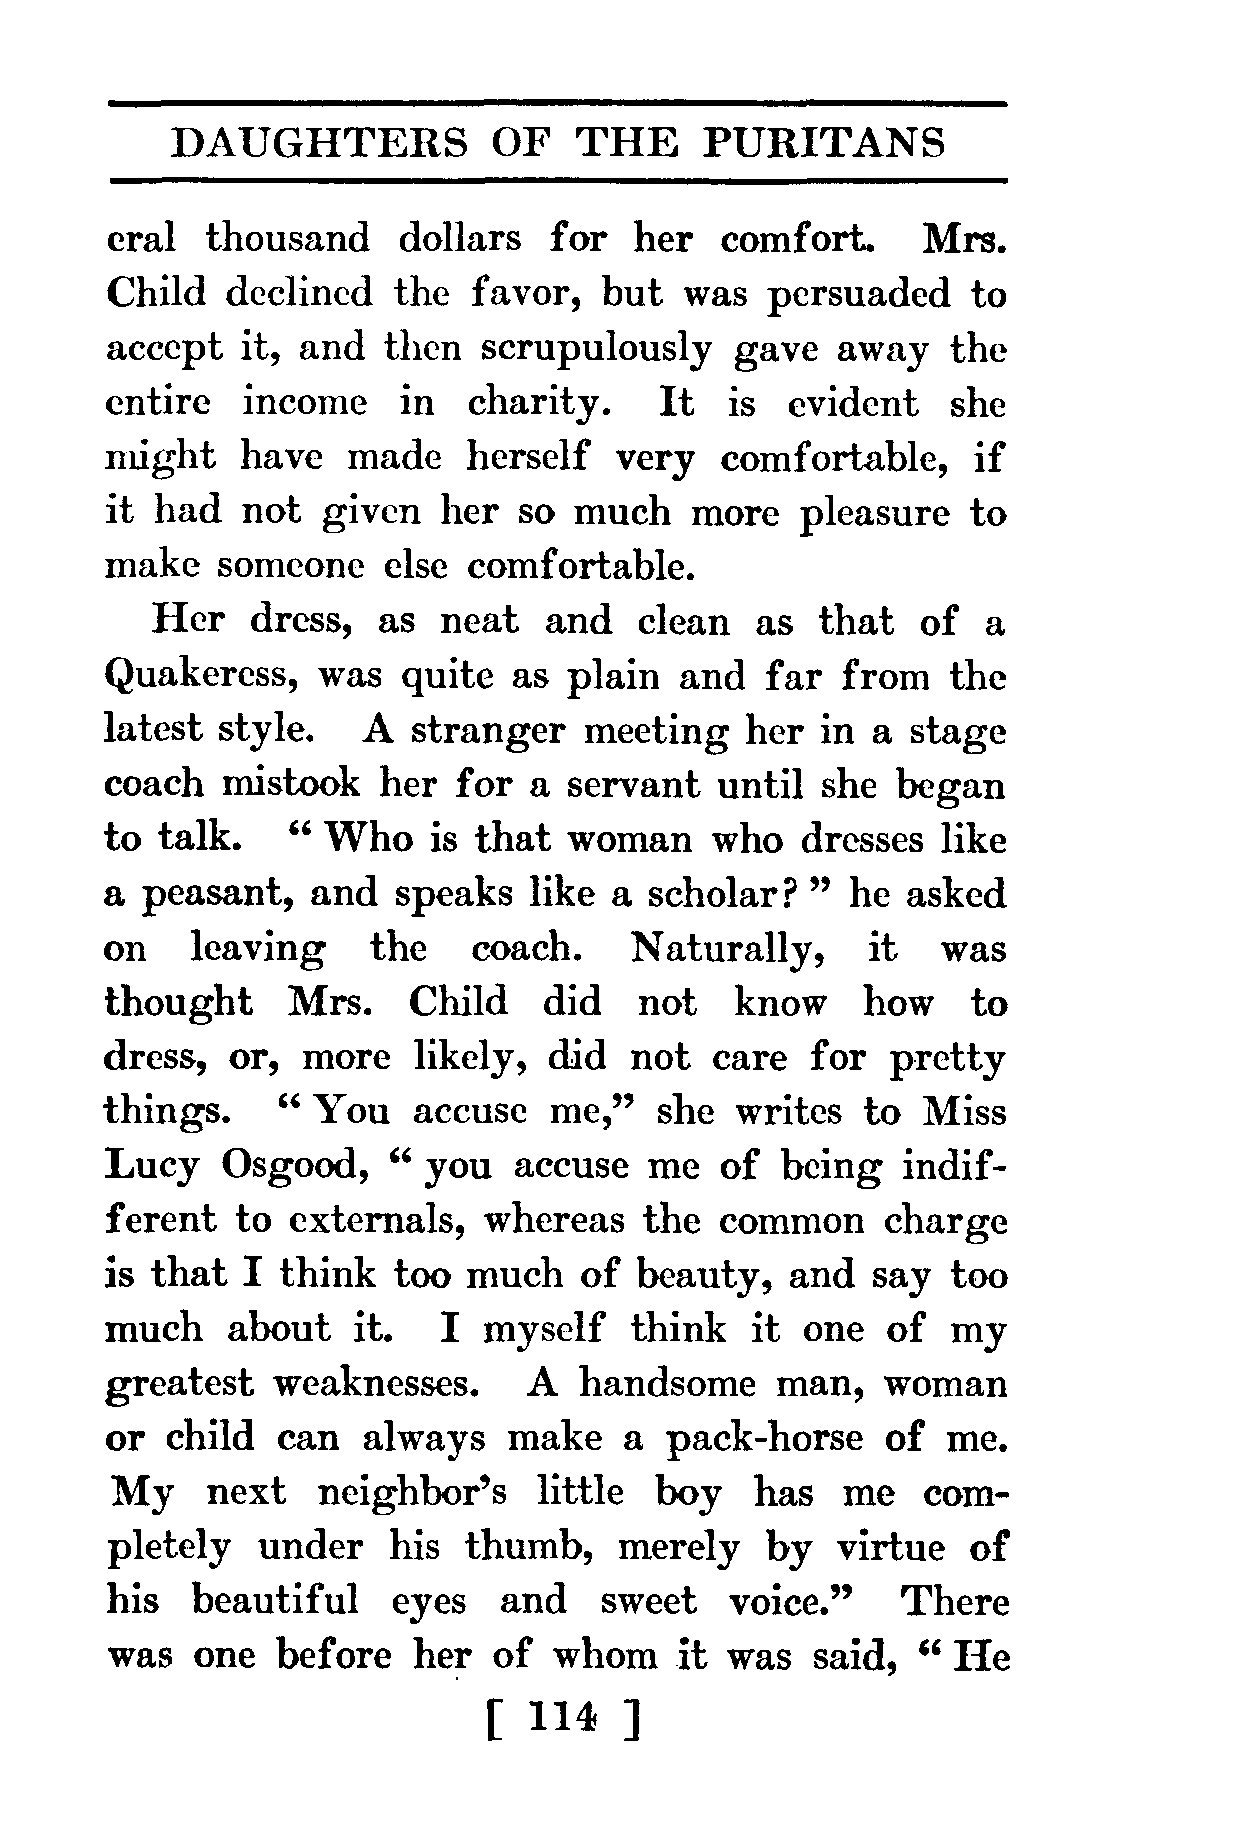 DAUGHTERS OF THE PURITANS
eral thousand dollars for her comfort. Mrs.
Child declined the favor, but was persuaded to
accept it, and then scrupulously gave away the
entire income in charity. It is evident she
might have made herself very comfortable, if
it had not given her so much more pleasure to
make someone else comfortable.
Her dress, as neat and clean as that of a
Quakeress, was quite as plain and far from the
latest style. A stranger meeting her in a stage
coach mistook her for a servant until she began
to talk. “ Who is that woman who dresses like
a peasant, and speaks like a scholar? ” he asked
on leaving the coach. Naturally, it was
thought Mrs. Child did not know how to
dress, or, more likely, did not care for pretty
things. “ You accuse me,” she writes to Miss
Lucy Osgood, “ you accuse me of being indif-
ferent to externals, whereas the common charge
is that I think too much of beauty, and say too
much about it. I myself think it one of my
greatest weaknesses. A handsome man, woman
or child can always make a pack-horse of me.
My next neighbor’s little boy has me com-
pletely under his thumb, merely by virtue of
his beautiful eyes and sweet voice.” There
was one before her of whom it was said, “ He
[ 114 ]